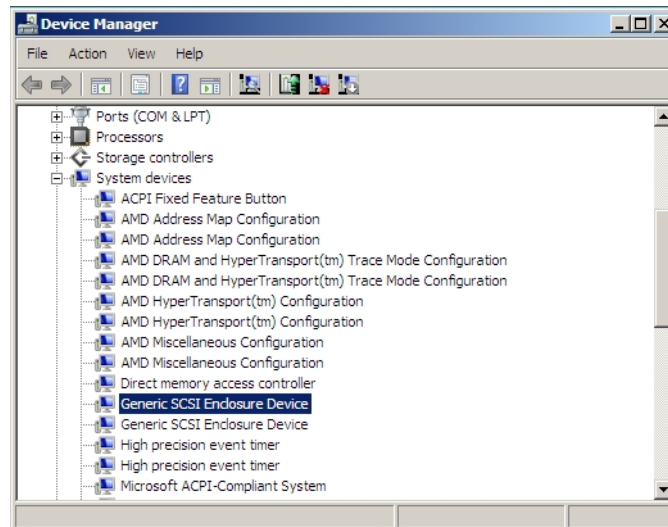 Device Manager
File Action View Help
Ports (COM & LPT)
Processors
Storage controllers
System devices
ACPI Fixed Feature Button
AMD Address Map Configuration
AMD Address Map Configuration
AMD DRAM and HyperTransport(tm) Trace Mode Configuration
AMD DRAM and HyperTransport(tm) Trace Mode Configuration
AMD HyperTransport(tm) Configuration
AMD HyperTransport(tm) Configuration
AMD Miscellaneous Configuration
AMD Miscellaneous Configuration
Direct memory access controller
Generic SCSI Enclosure Device
Generic SCSI Enclosure Device
High precision event timer
High precision event timer
Microsoft ACPI-Compliant System